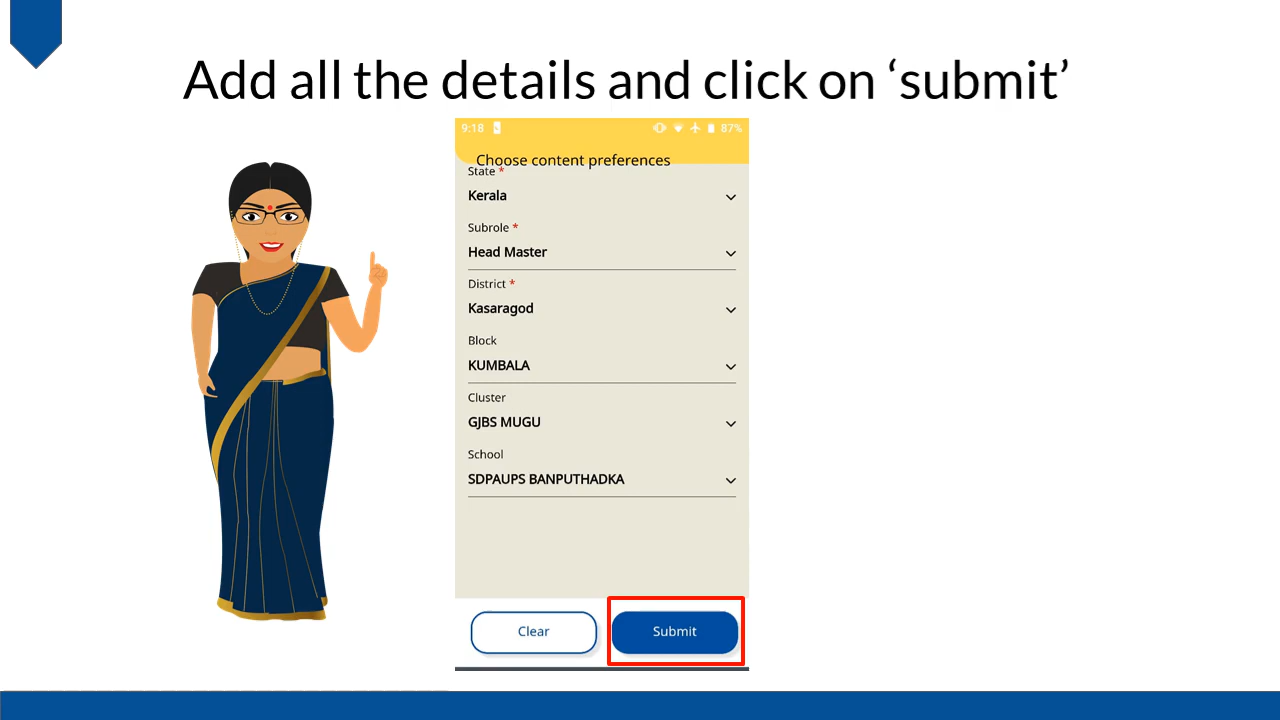 Add all the details and click on ‘submit’
9:18 87%
Choose content preferences
State *
Kerala
Subrole *
Head Master
District *
Kasaragod
Block
KUMBALA
Cluster
GJBS MUGU
School
SDPAUPS BANPUTHADKA
Clear Submit